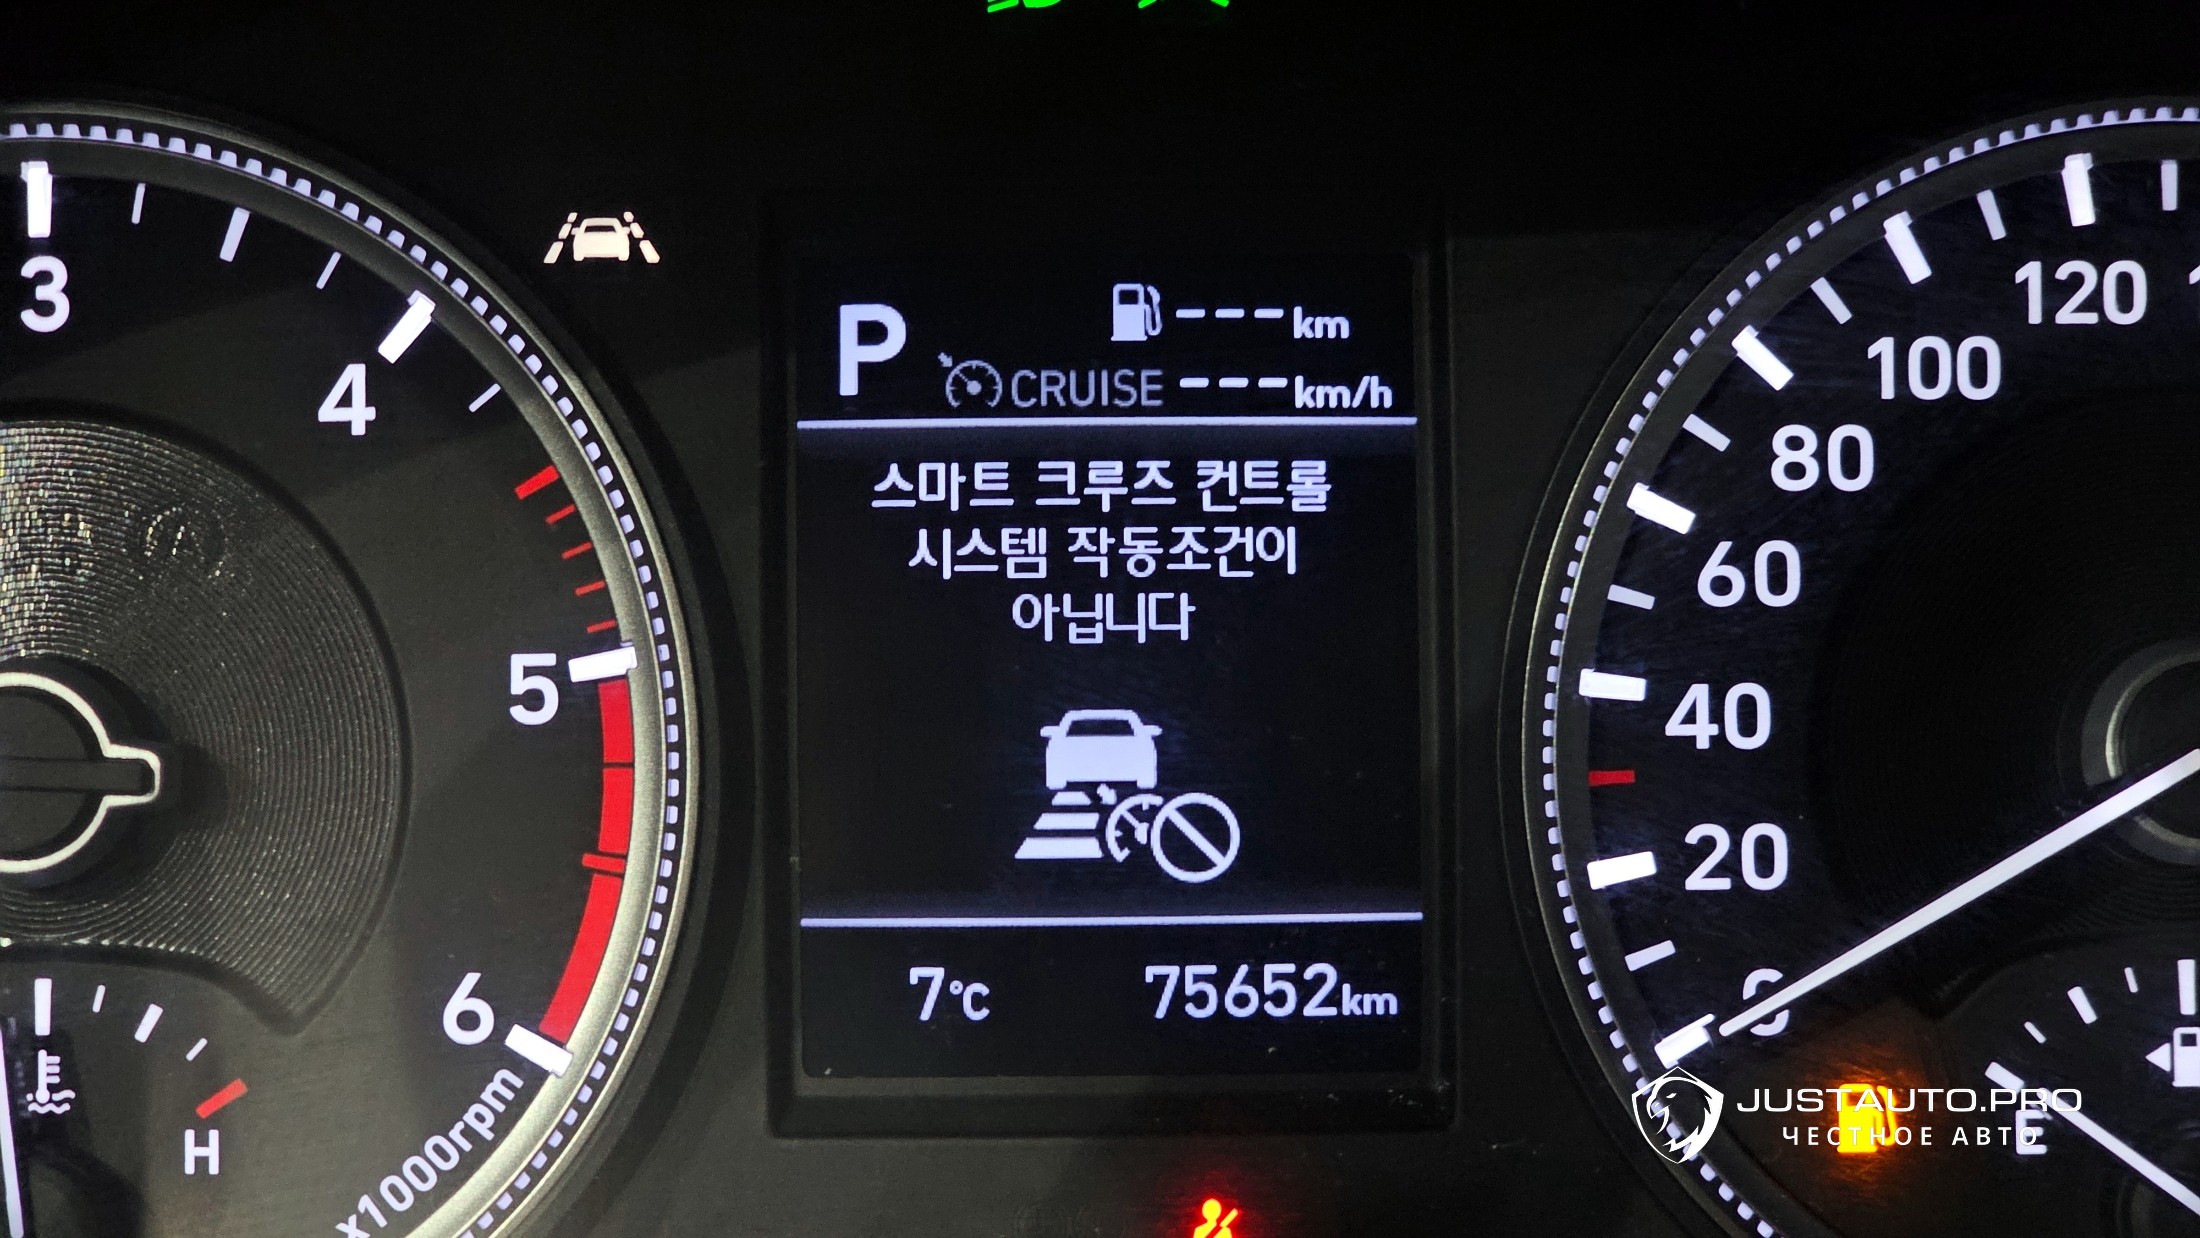 3
4
5
6
x1000rpm
H
P
--- km
CRUISE --- km/h
스마트 크루즈 컨트롤
시스템 작동조건이
아닙니다
7°C 75652km
120
100
80
60
40
20
0
E
JUSTAUTO.PRO
ЧЕСТНОЕ АВТО